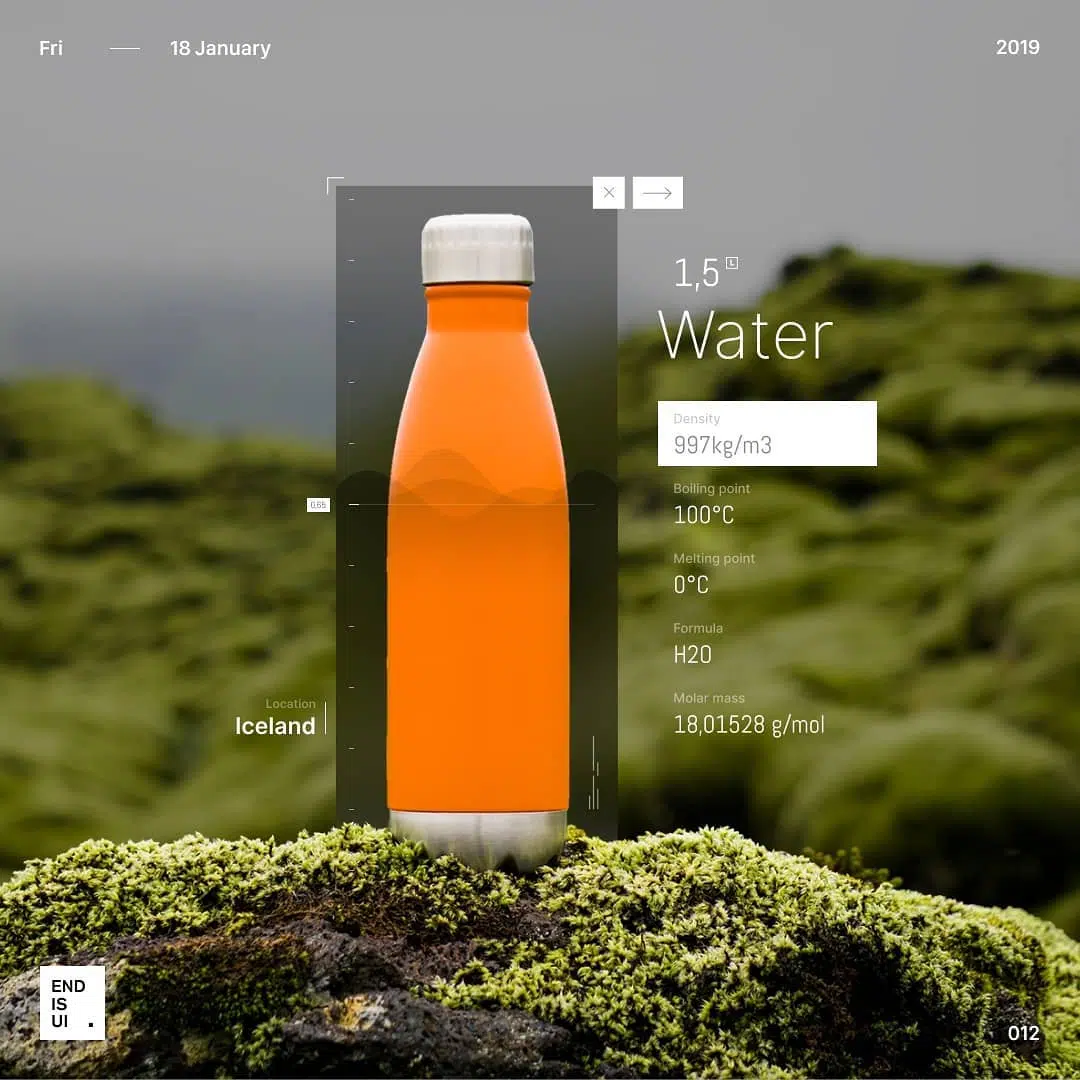 Fri
18 January
2019
1,5 L
Water
Density
997kg/m3
Boiling point
100°C
0.65
Melting point
0°C
Formula
H2O
Location
Iceland
Molar mass
18,01528 g/mol
END
IS
UI .
012